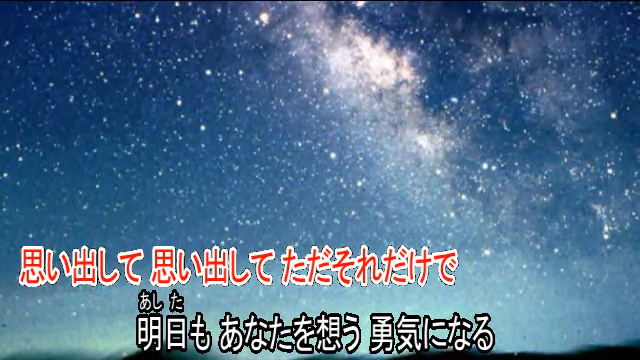 思い出して 思い出して ただそれだけで
あした
明日も あなたを想う 勇気になる